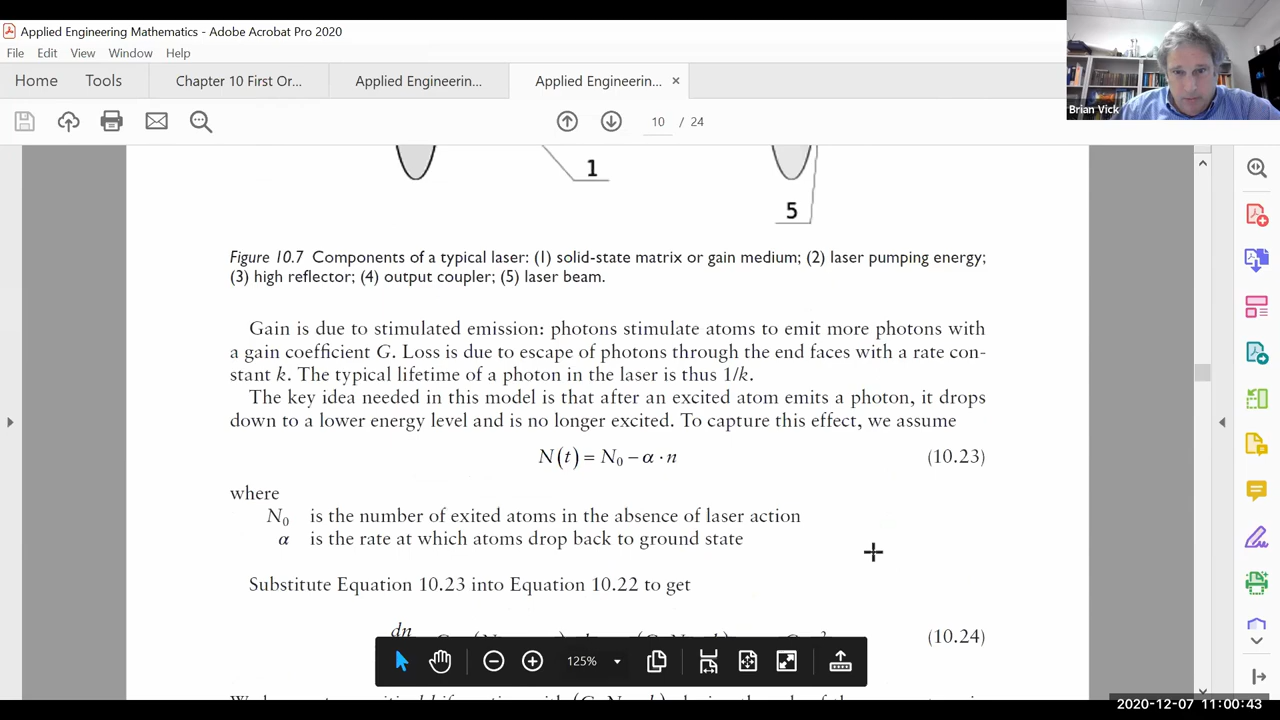 Applied Engineering Mathematics - Adobe Acrobat Pro 2020
File Edit View Window Help
Home Tools Chapter 10 First Or... Applied Engineerin... Applied Engineerin... ×
10 / 24
Brian Vick
1
5
Figure 10.7 Components of a typical laser: (1) solid-state matrix or gain medium; (2) laser pumping energy;
(3) high reflector; (4) output coupler; (5) laser beam.
Gain is due to stimulated emission: photons stimulate atoms to emit more photons with
a gain coefficient G. Loss is due to escape of photons through the end faces with a rate con-
stant k. The typical lifetime of a photon in the laser is thus 1/k.
The key idea needed in this model is that after an excited atom emits a photon, it drops
down to a lower energy level and is no longer excited. To capture this effect, we assume
N(t) = N₀ − α · n (10.23)
where
N₀ is the number of exited atoms in the absence of laser action
α is the rate at which atoms drop back to ground state
Substitute Equation 10.23 into Equation 10.22 to get
dn (10.24)
125%
2020-12-07 11:00:43